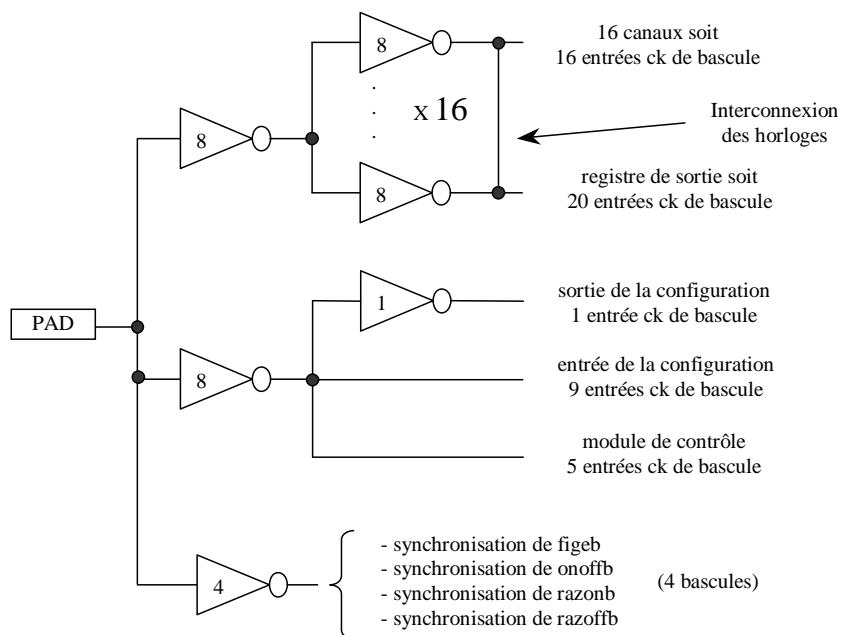 8
16 canaux soit
16 entrées ck de bascule
.
.
.
.
x 16
8
Interconnexion
des horloges
8
registre de sortie soit
20 entrées ck de bascule
PAD
1
sortie de la configuration
1 entrée ck de bascule
8
entrée de la configuration
9 entrées ck de bascule
module de contrôle
5 entrées ck de bascule
4
- synchronisation de figeb
- synchronisation de onoffb
- synchronisation de razonb
- synchronisation de razoffb
(4 bascules)